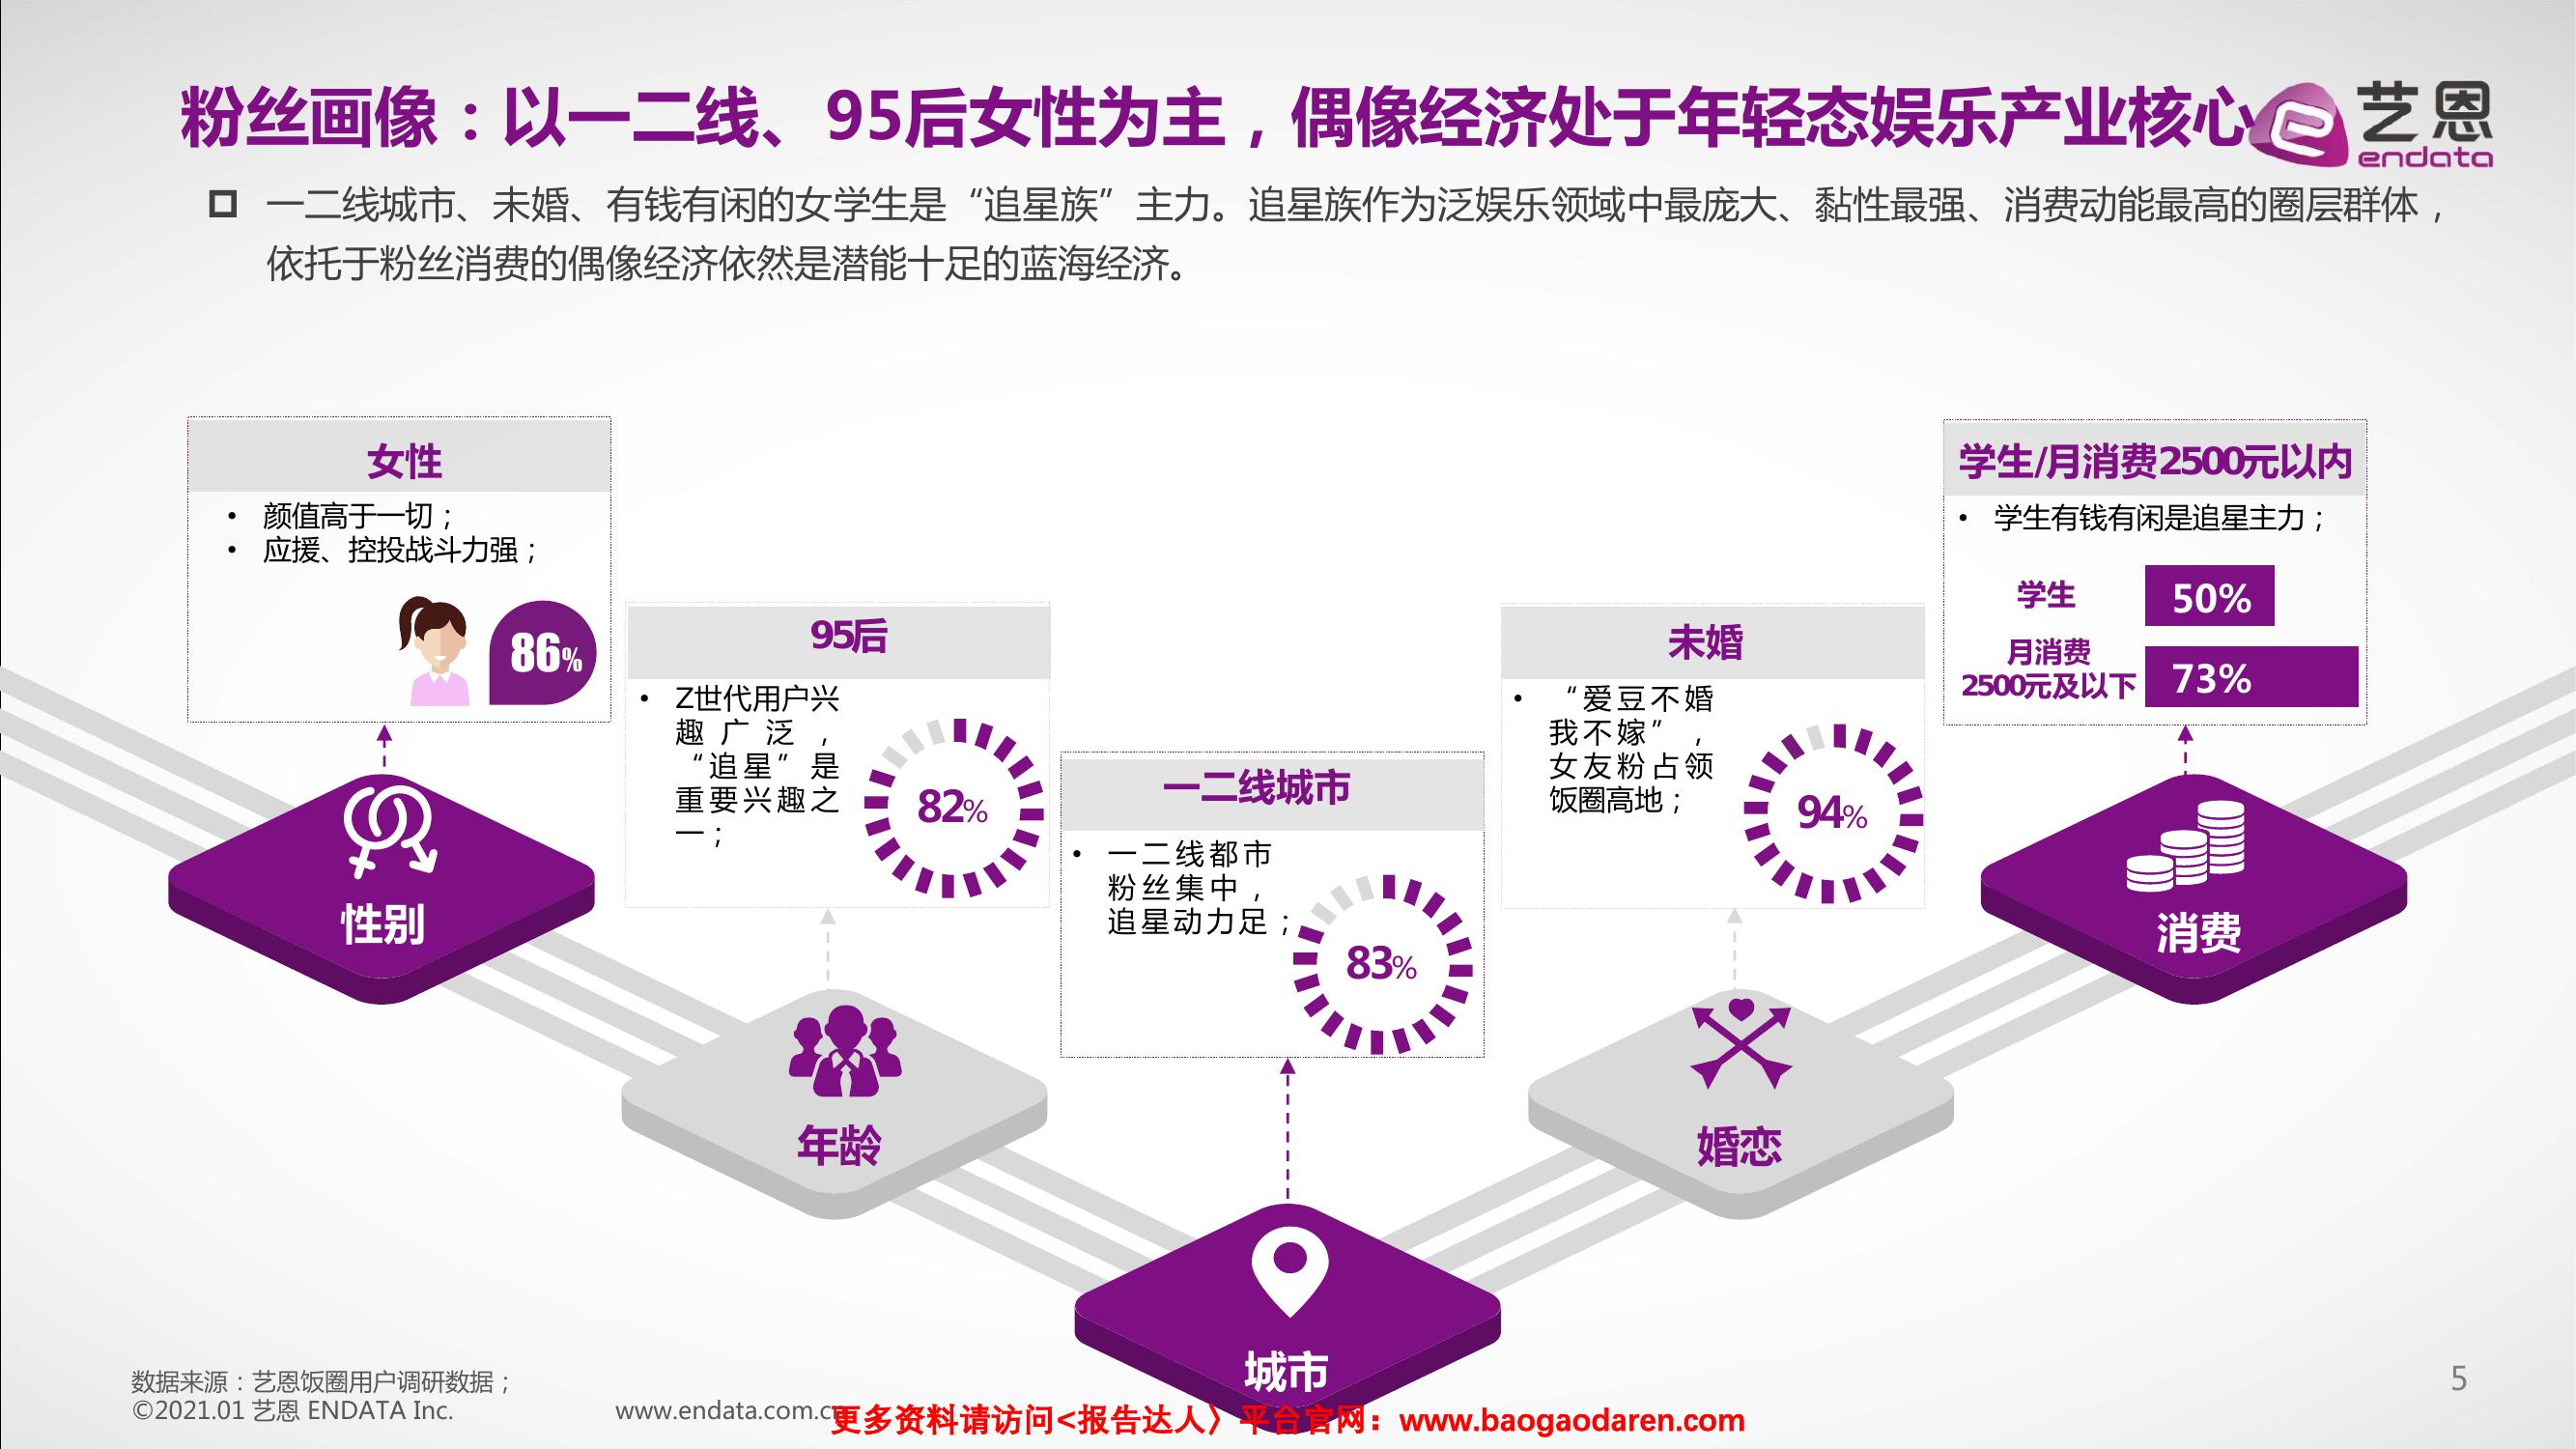 粉丝画像：以一二线、95后女性为主，偶像经济处于年轻态娱乐产业核心
艺恩
endata
一二线城市、未婚、有钱有闲的女学生是“追星族”主力。追星族作为泛娱乐领域中最庞大、黏性最强、消费动能最高的圈层群体，
依托于粉丝消费的偶像经济依然是潜能十足的蓝海经济。
女性
• 颜值高于一切；
• 应援、控投战斗力强；
86%
性别
95后
• Z世代用户兴
趣广泛，
“追星”是
重要兴趣之
一；
82%
年龄
一二线城市
• 一二线都市
粉丝集中，
追星动力足；
83%
城市
未婚
• “爱豆不婚
我不嫁”，
女友粉占领
饭圈高地；
94%
婚恋
学生/月消费2500元以内
• 学生有钱有闲是追星主力；
学生
50%
月消费
2500元及以下
73%
消费
数据来源：艺恩饭圈用户调研数据；
©2021.01 艺恩 ENDATA Inc.
www.endata.com.cn
更多资料请访问<报告达人〉平台官网：www.baogaodaren.com
5